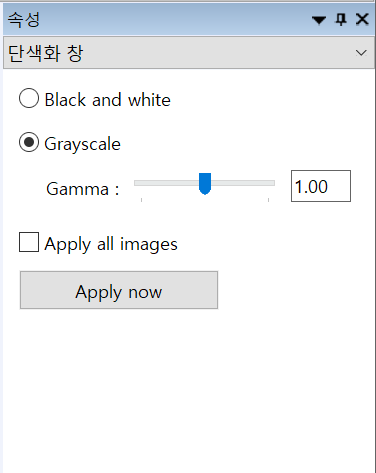 속성
단색화 창
Black and white
Grayscale
Gamma : 1.00
Apply all images
Apply now